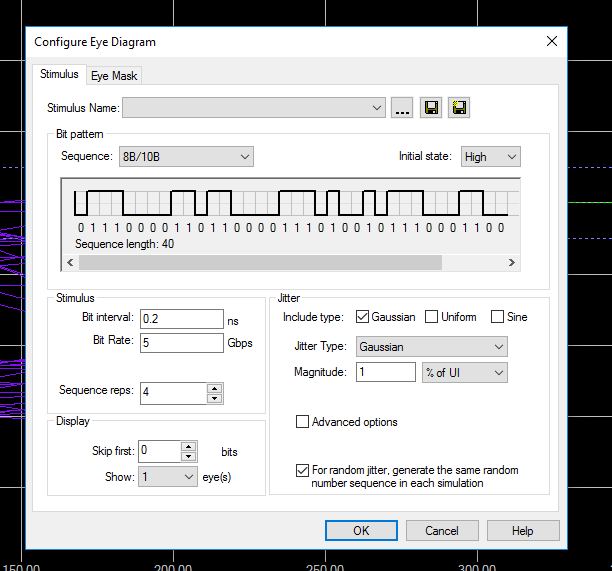 Configure Eye Diagram
Stimulus Eye Mask
Stimulus Name: ...
Bit pattern
Sequence: 8B/10B Initial state: High
0 1 1 1 0 0 0 0 1 1 0 1 1 0 0 0 0 1 1 1 0 1 0 0 1 0 1 1 1 0 0 0 1 1 0 0
Sequence length: 40
Stimulus
Bit interval: 0.2 ns
Bit Rate: 5 Gbps
Sequence reps: 4
Display
Skip first: 0 bits
Show: 1 eye(s)
Jitter
Include type: Gaussian Uniform Sine
Jitter Type: Gaussian
Magnitude: 1 % of UI
Advanced options
For random jitter, generate the same random
number sequence in each simulation
OK Cancel Help
150.00 200.00 250.00 300.00